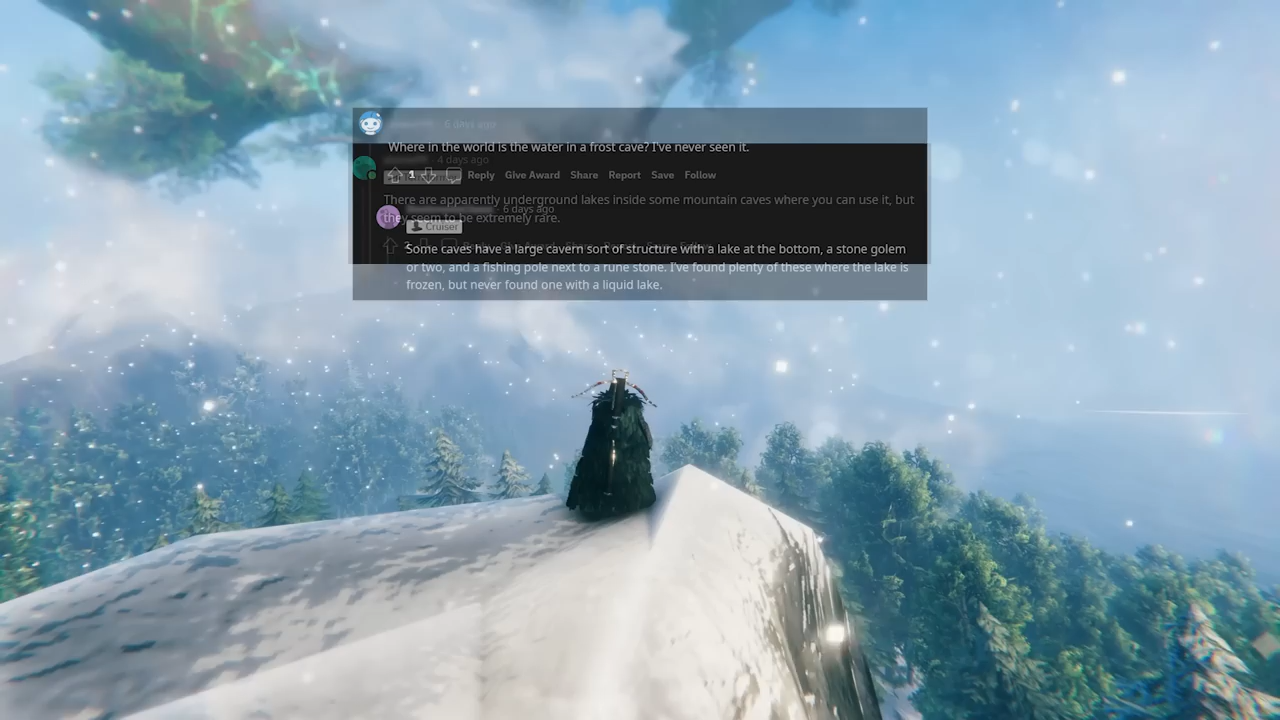 6 days ago
Where in the world is the water in a frost cave? I've never seen it.
4 days ago
1 Reply Give Award Share Report Save Follow
There are apparently underground lakes inside some mountain caves where you can use it, but
they seem to be extremely rare.
6 days ago
Cruiser
Some caves have a large cavern sort of structure with a lake at the bottom, a stone golem
or two, and a fishing pole next to a rune stone. I've found plenty of these where the lake is
frozen, but never found one with a liquid lake.